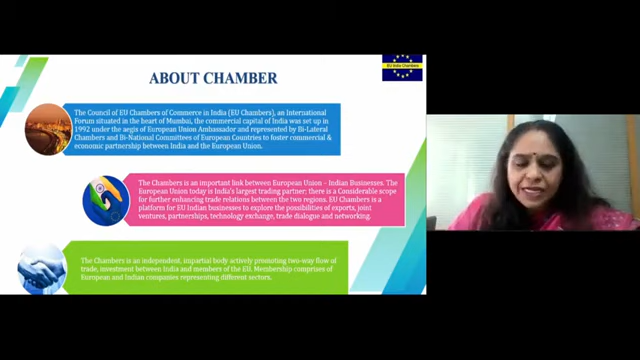 EU India Chambers
ABOUT CHAMBER
The Council of EU Chambers of Commerce in India (EU Chambers), an International
Forum situated in the heart of Mumbai, the commercial capital of India was set up in
1992 under the aegis of European Union Ambassador and represented by Bi-Lateral
Chambers and Bi-National Committees of European Countries to foster commercial &
economic partnership between India and the European Union.
The Chambers is an important link between European Union – Indian Businesses. The
European Union today is India's largest trading partner; there is a Considerable scope
for further enhancing trade relations between the two regions. EU Chambers is a
platform for EU Indian businesses to explore the possibilities of exports, joint
ventures, partnerships, technology exchange, trade dialogue and networking.
The Chambers is an independent, impartial body actively promoting two-way flow of
trade, investment between India and members of the EU. Membership comprises of
European and Indian companies representing different sectors.